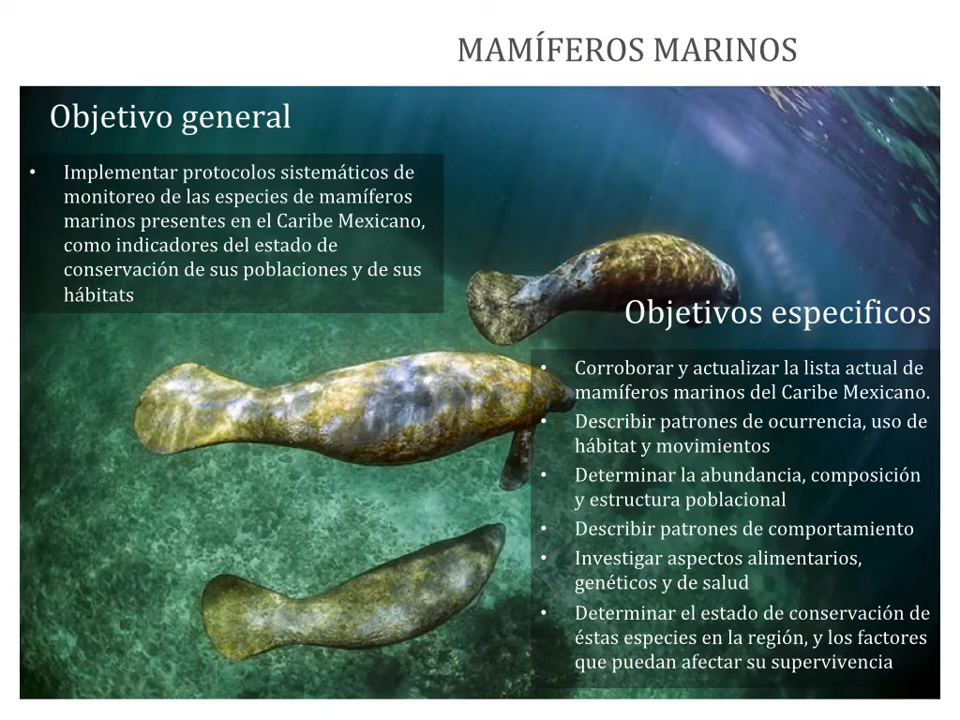 MAMÍFEROS MARINOS
Objetivo general
• Implementar protocolos sistemáticos de
monitoreo de las especies de mamíferos
marinos presentes en el Caribe Mexicano,
como indicadores del estado de
conservación de sus poblaciones y de sus
hábitats
Objetivos especificos
• Corroborar y actualizar la lista actual de
mamíferos marinos del Caribe Mexicano.
• Describir patrones de ocurrencia, uso de
hábitat y movimientos
• Determinar la abundancia, composición
y estructura poblacional
• Describir patrones de comportamiento
• Investigar aspectos alimentarios,
genéticos y de salud
• Determinar el estado de conservación de
éstas especies en la región, y los factores
que puedan afectar su supervivencia